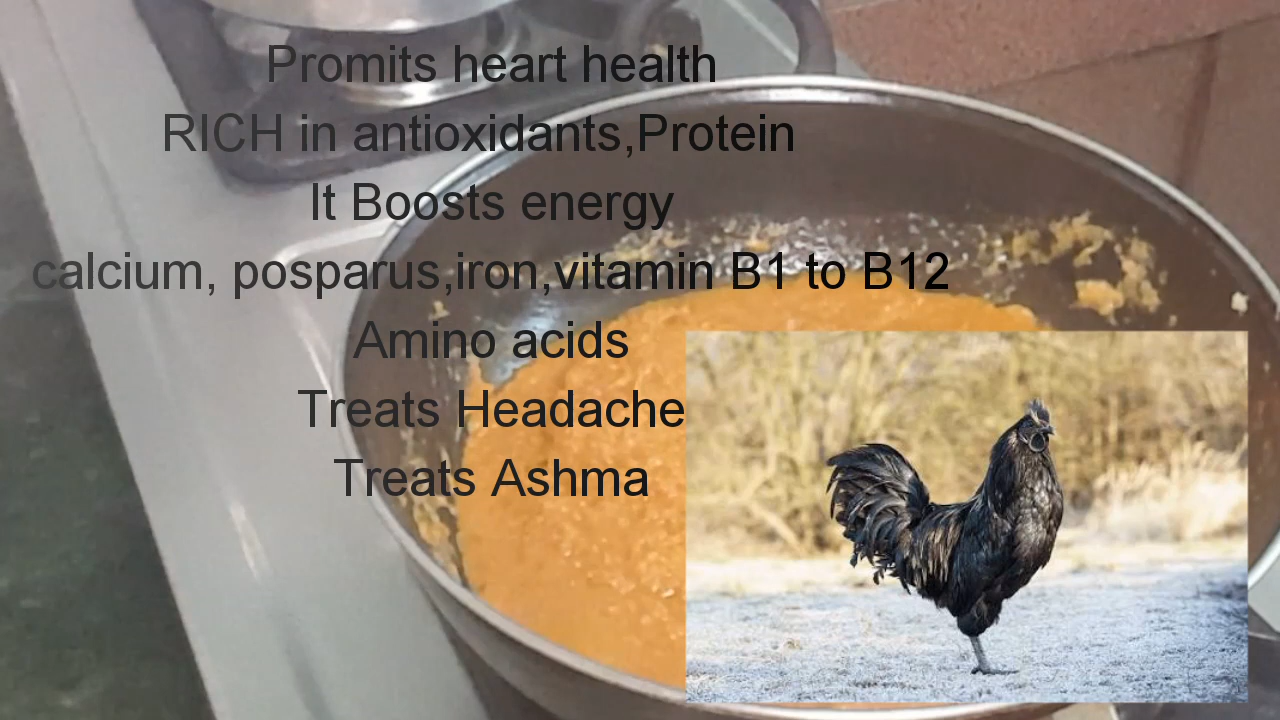 Promits heart health
RICH in antioxidants,Protein
It Boosts energy
calcium, posparus,iron,vitamin B1 to B12
Amino acids
Treats Headache
Treats Ashma